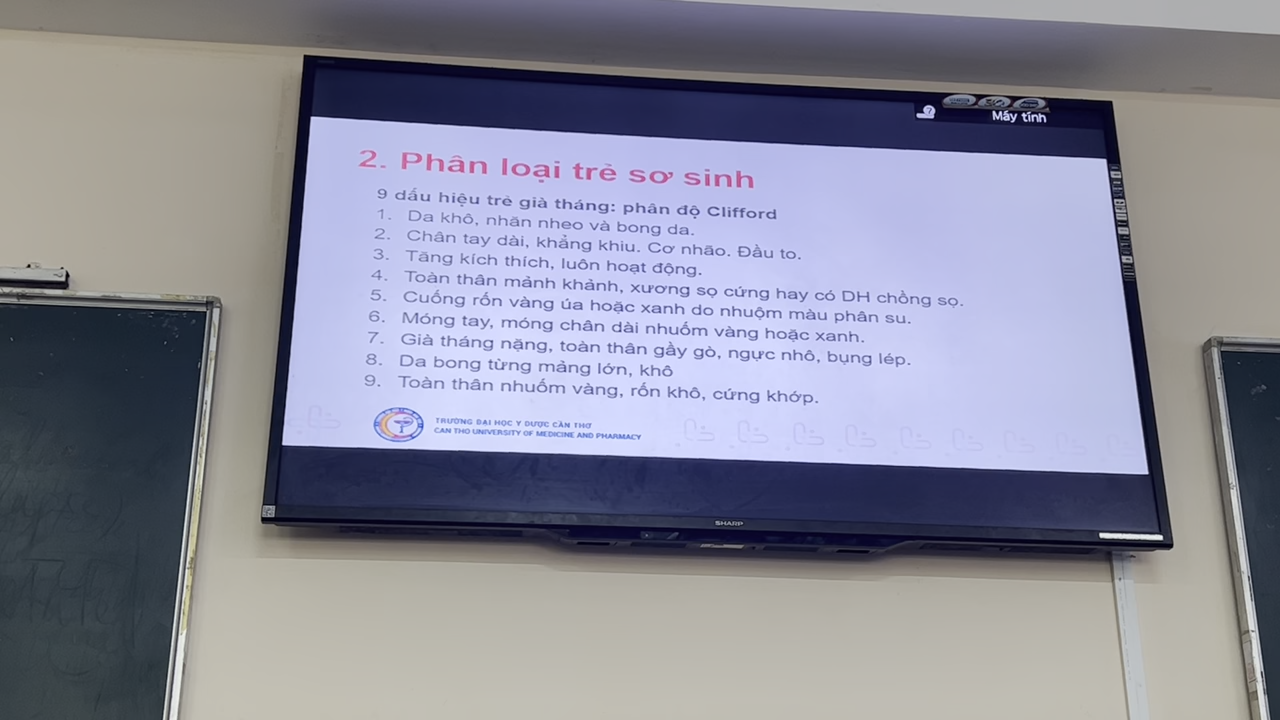 Máy tính
2. Phân loại trẻ sơ sinh
9 dấu hiệu trẻ già tháng: phân độ Clifford
1. Da khô, nhăn nheo và bong da.
2. Chân tay dài, khẳng khiu. Cơ nhão. Đầu to.
3. Tăng kích thích, luôn hoạt động.
4. Toàn thân mảnh khảnh, xương sọ cứng hay có DH chồng sọ.
5. Cuống rốn vàng úa hoặc xanh do nhuộm màu phân su.
6. Móng tay, móng chân dài nhuốm vàng hoặc xanh.
7. Già tháng nặng, toàn thân gầy gò, ngực nhô, bụng lép.
8. Da bong từng mảng lớn, khô
9. Toàn thân nhuốm vàng, rốn khô, cứng khớp.
TRƯỜNG ĐẠI HỌC Y DƯỢC CẦN THƠ
CAN THO UNIVERSITY OF MEDICINE AND PHARMACY
SHARP